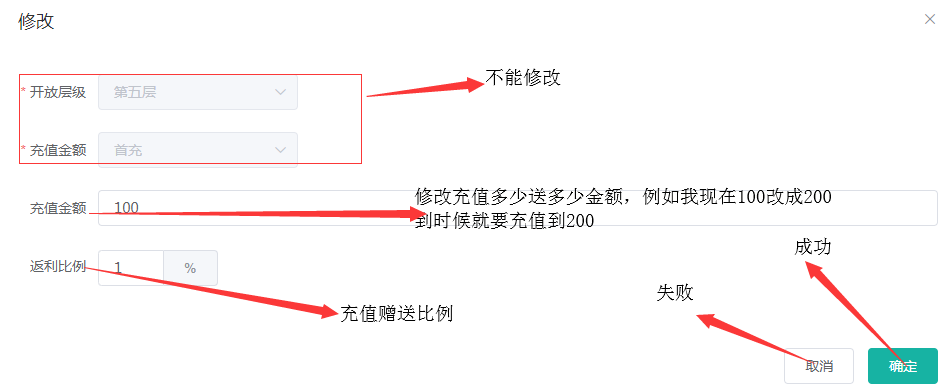 修改
* 开放层级 第五层
不能修改
* 充值金额 首充
充值金额 100
修改充值多少送多少金额，例如我现在100改成200
到时候就要充值到200
返利比例 1 %
成功
失败
充值赠送比例
取消 确定